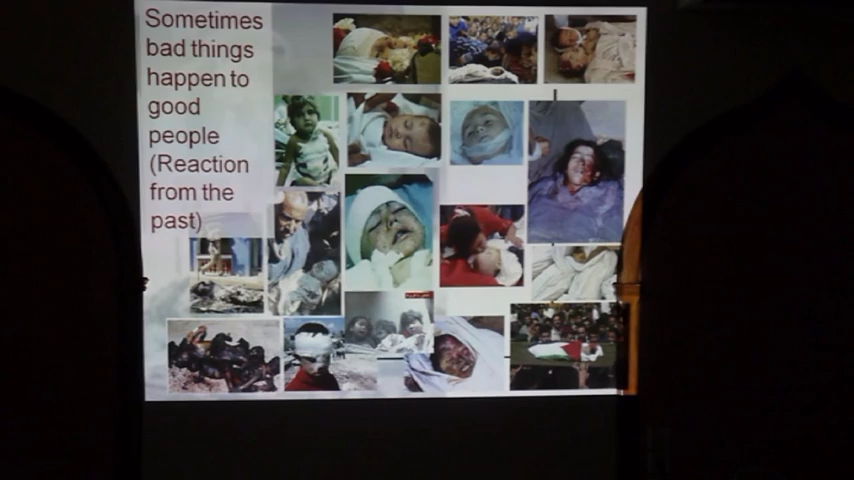 Sometimes
bad things
happen to
good
people
(Reaction
from the
past)